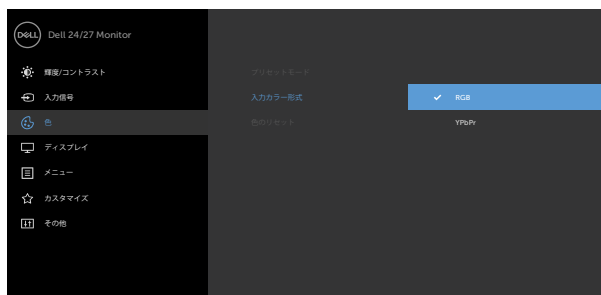 DELL
Dell 24/27 Monitor
輝度/コントラスト
プリセットモード
入力信号
入力カラー形式
RGB
色
色のリセット
YPbPr
ディスプレイ
メニュー
カスタマイズ
その他